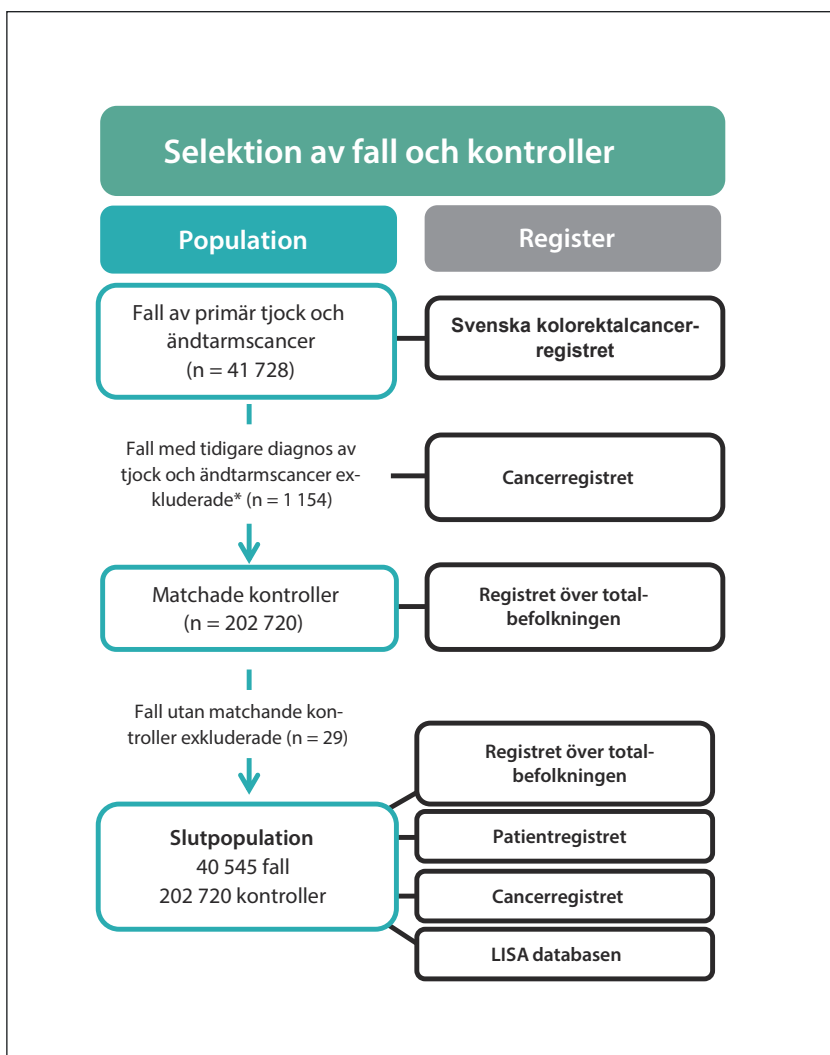 Selektion av fall och kontroller
Population
Register
Fall av primär tjock och
ändtarmscancer
(n = 41 728)
Svenska kolorektalcancer-
registret
Fall med tidigare diagnos av
tjock och ändtarmscancer ex-
kluderade* (n = 1 154)
Cancerregistret
Matchade kontroller
(n = 202 720)
Registret över total-
befolkningen
Fall utan matchande kon-
troller exkluderade (n = 29)
Registret över total-
befolkningen
Slutpopulation
40 545 fall
202 720 kontroller
Patientregistret
Cancerregistret
LISA databasen